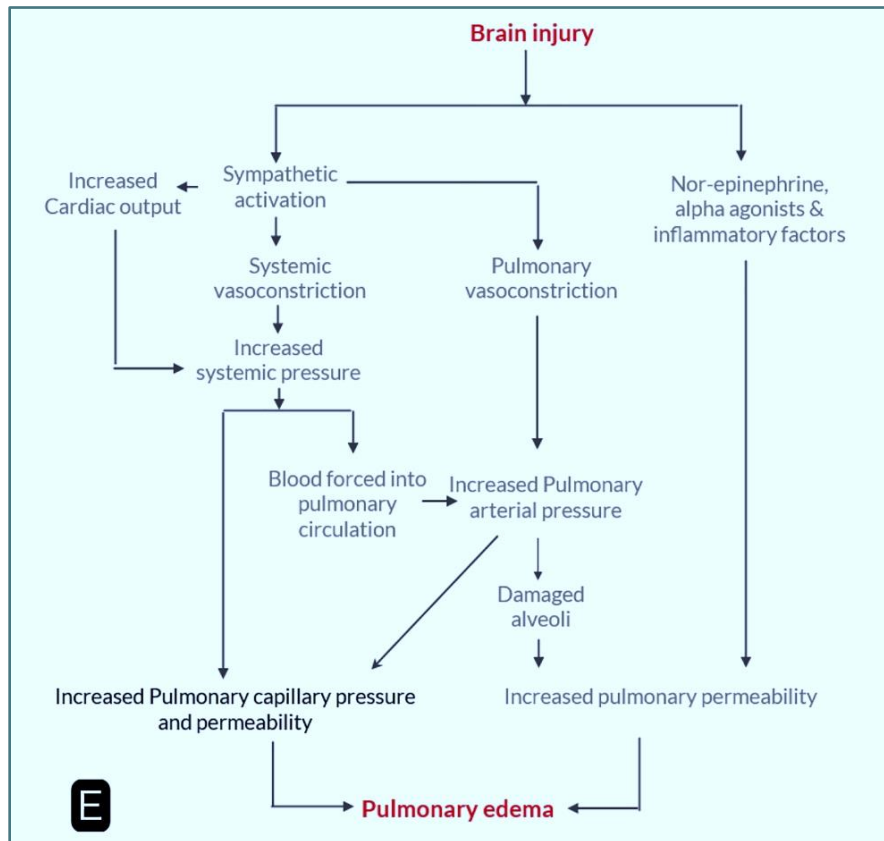 Brain injury
Increased
Cardiac output
Sympathetic
activation
Nor-epinephrine,
alpha agonists &
inflammatory factors
Systemic
vasoconstriction
Pulmonary
vasoconstriction
Increased
systemic pressure
Blood forced into
pulmonary
circulation
Increased Pulmonary
arterial pressure
Damaged
alveoli
Increased Pulmonary capillary pressure
and permeability
Increased pulmonary permeability
Pulmonary edema
E